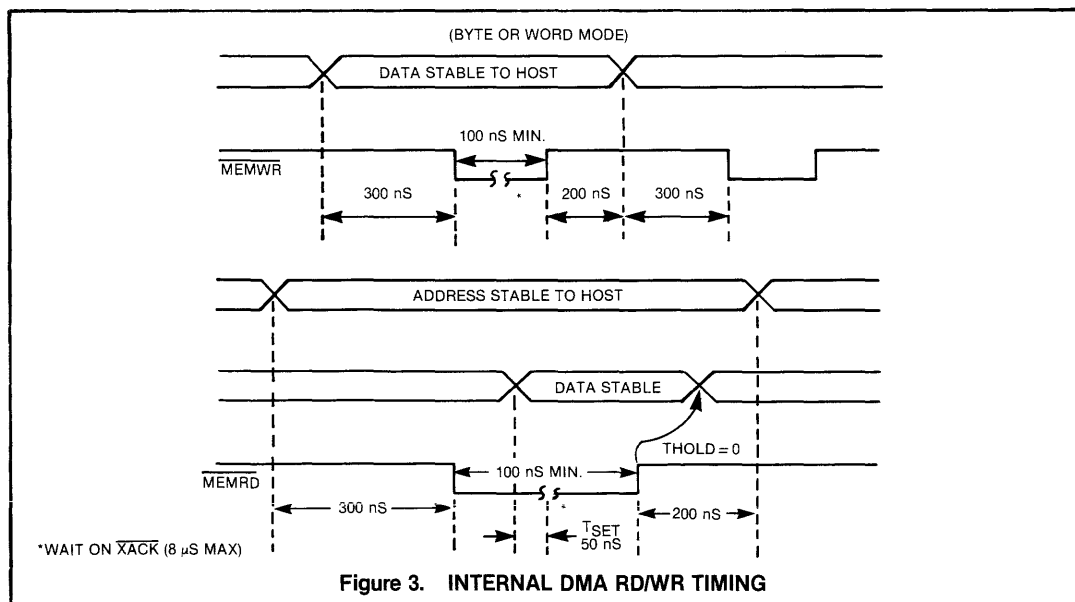 (BYTE OR WORD MODE)
DATA STABLE TO HOST
100 nS MIN.
MEMWR
*
300 nS
200 nS
300 nS
ADDRESS STABLE TO HOST
DATA STABLE
THOLD = 0
MEMRD
100 nS MIN.
*
300 nS
TSET
50 nS
200 nS
*WAIT ON XACK (8 µS MAX)
Figure 3. INTERNAL DMA RD/WR TIMING